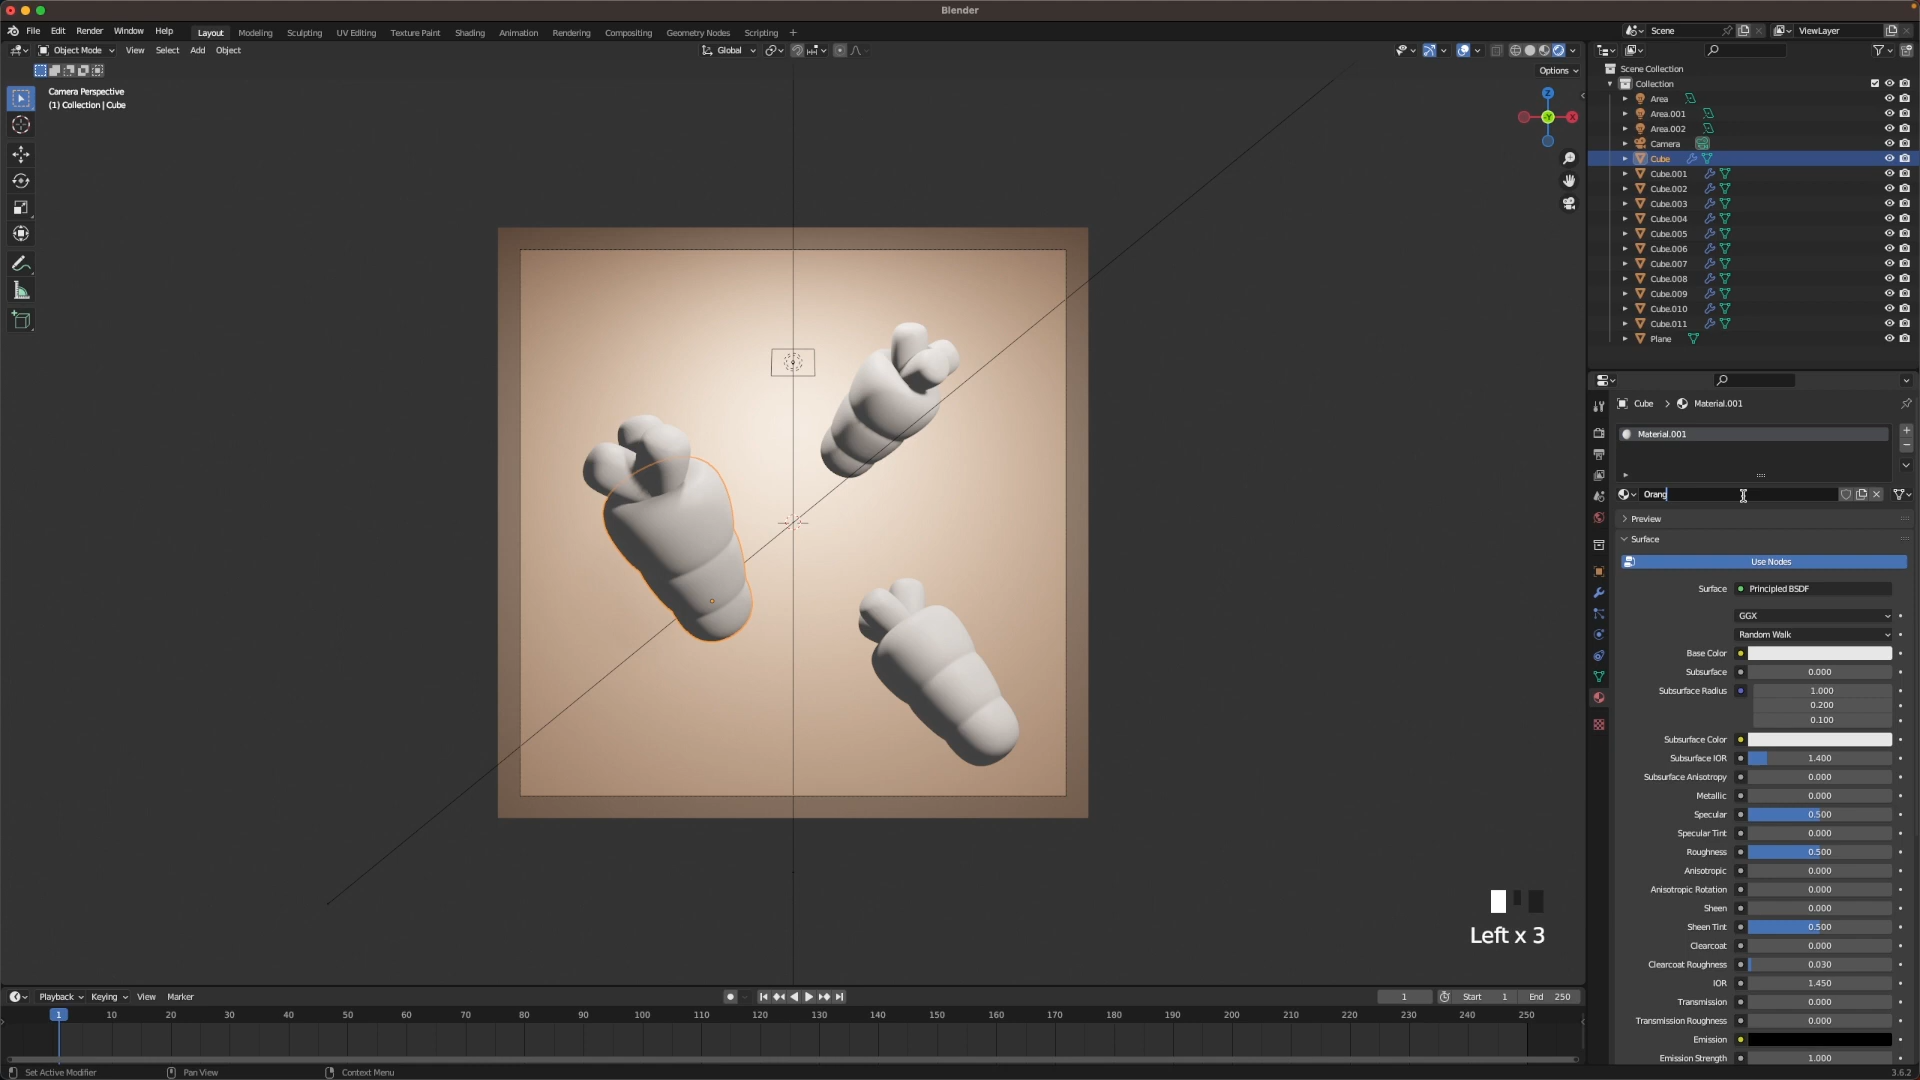 Blender
File Edit Render Window Help
Layout Modeling Sculpting UV Editing Texture Paint Shading Animation Rendering Compositing Geometry Nodes Scripting +
Scene
ViewLayer
Object Mode View Select Add Object
Global
Options
Camera Perspective
(1) Collection | Cube
Z
-Y
X
Scene Collection
Collection
Area
Area.001
Area.002
Camera
Cube
Cube.001
Cube.002
Cube.003
Cube.004
Cube.005
Cube.006
Cube.007
Cube.008
Cube.009
Cube.010
Cube.011
Plane
Cube > Material.001
Material.001
Orang
Preview
Surface
Use Nodes
Surface Principled BSDF
GGX
Random Walk
Base Color
Subsurface 0.000
Subsurface Radius 1.000
0.200
0.100
Subsurface Color
Subsurface IOR 1.400
Subsurface Anisotropy 0.000
Metallic 0.000
Specular 0.500
Specular Tint 0.000
Roughness 0.500
Anisotropic 0.000
Anisotropic Rotation 0.000
Sheen 0.000
Sheen Tint 0.500
Clearcoat 0.000
Clearcoat Roughness 0.030
IOR 1.450
Transmission 0.000
Transmission Roughness 0.000
Emission
Emission Strength 1.000
Left x 3
Playback Keying View Marker
1 Start 1 End 250
1 10 20 30 40 50 60 70 80 90 100 110 120 130 140 150 160 170 180 190 200 210 220 230 240 250
Set Active Modifier Pan View Context Menu
3.6.2